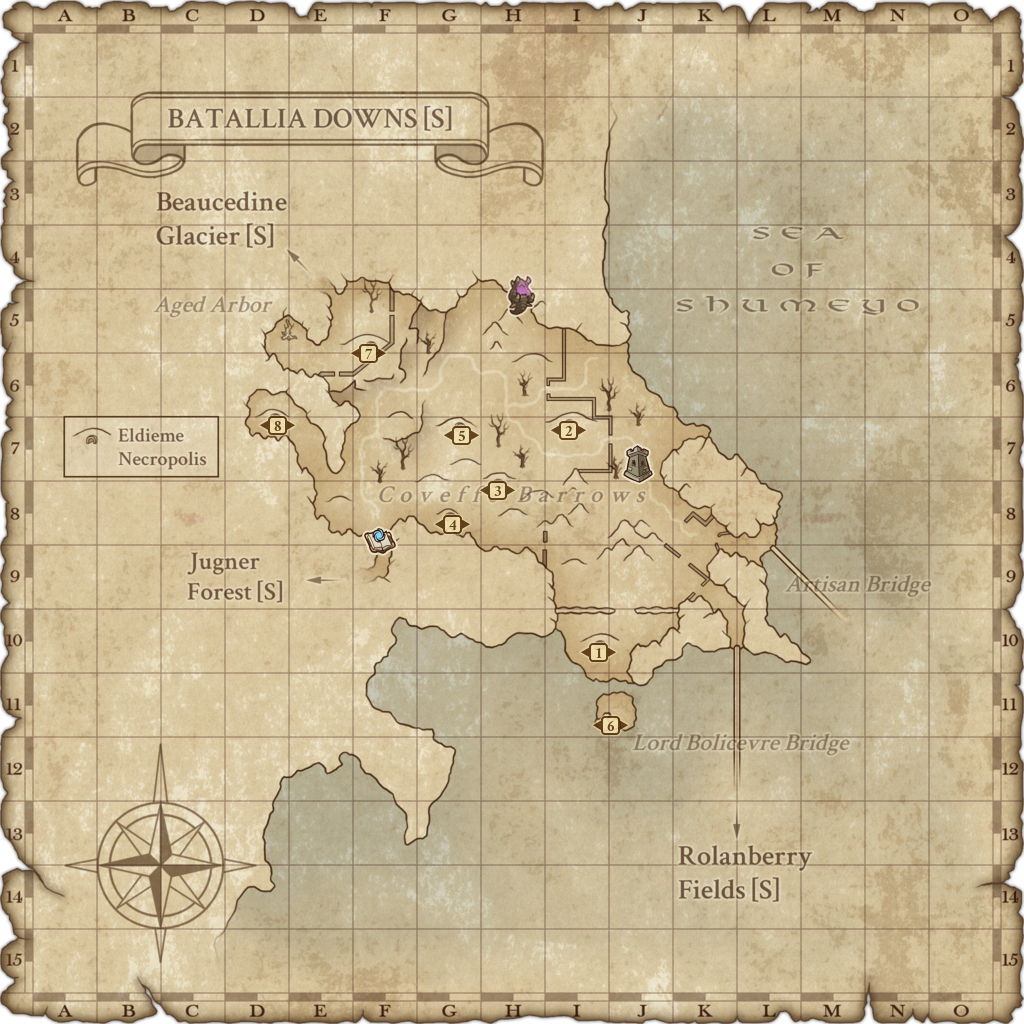 A B C D E F G H I J K L M N O
1 1
BATALLIA DOWNS [S]
2 2
Beaucedine
Glacier [S]
3 3
SEA
OF
SHUMEYO
4 4
Aged Arbor
5 5
7
6 6
8
Eldieme
Necropolis
5
2
7 7
3
Coveff Barrows
4
8 8
Jugner
Forest [S]
9 9
Artisan Bridge
10 10
1
11 11
6
Lord Bolicevre Bridge
12 12
13 13
Rolanberry
Fields [S]
14 14
15 15
A B C D E F G H I J K L M N O